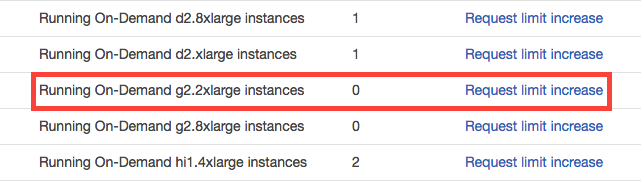 Running On-Demand d2.8xlarge instances 1 Request limit increase
Running On-Demand d2.xlarge instances 1 Request limit increase
Running On-Demand g2.2xlarge instances 0 Request limit increase
Running On-Demand g2.8xlarge instances 0 Request limit increase
Running On-Demand hi1.4xlarge instances 2 Request limit increase